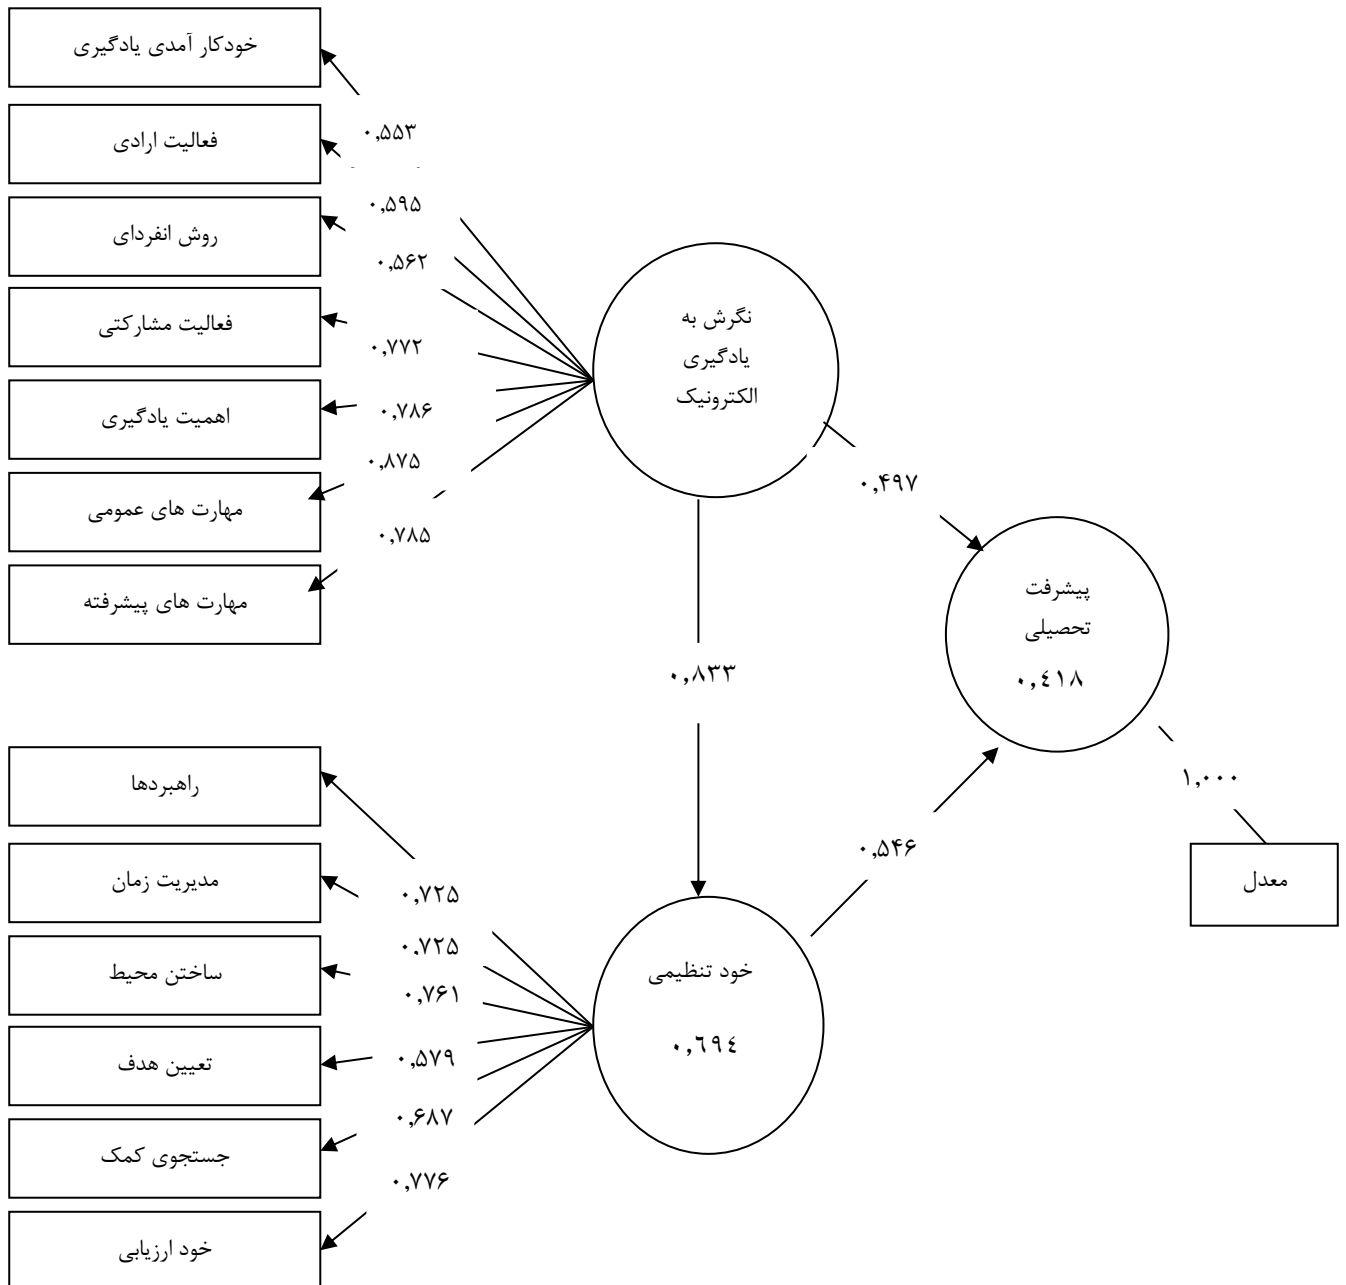 خودکار آمدی یادگیری
فعالیت ارادی
روش انفردای
فعالیت مشارکتی
اهمیت یادگیری
مهارت های عمومی
مهارت های پیشرفته
۰,۵۵۳
۰,۵۹۵
۰,۵۶۲
۰,۷۷۲
۰,۷۸۶
۰,۸۷۵
۰,۷۸۵
نگرش به
یادگیری
الکترونیک
۰,۴۹۷
۰,۸۳۳
پیشرفت
تحصیلی
۰,٤۱۸
۱,۰۰۰
معدل
۰,۵۴۶
راهبردها
مدیریت زمان
ساختن محیط
تعیین هدف
جستجوی کمک
خود ارزیابی
۰,۷۲۵
۰.۷۲۵
۰,۷۶۱
۰,۵۷۹
۰,۶۸۷
۰,۷۷۶
خود تنظیمی
۰,٦۹٤